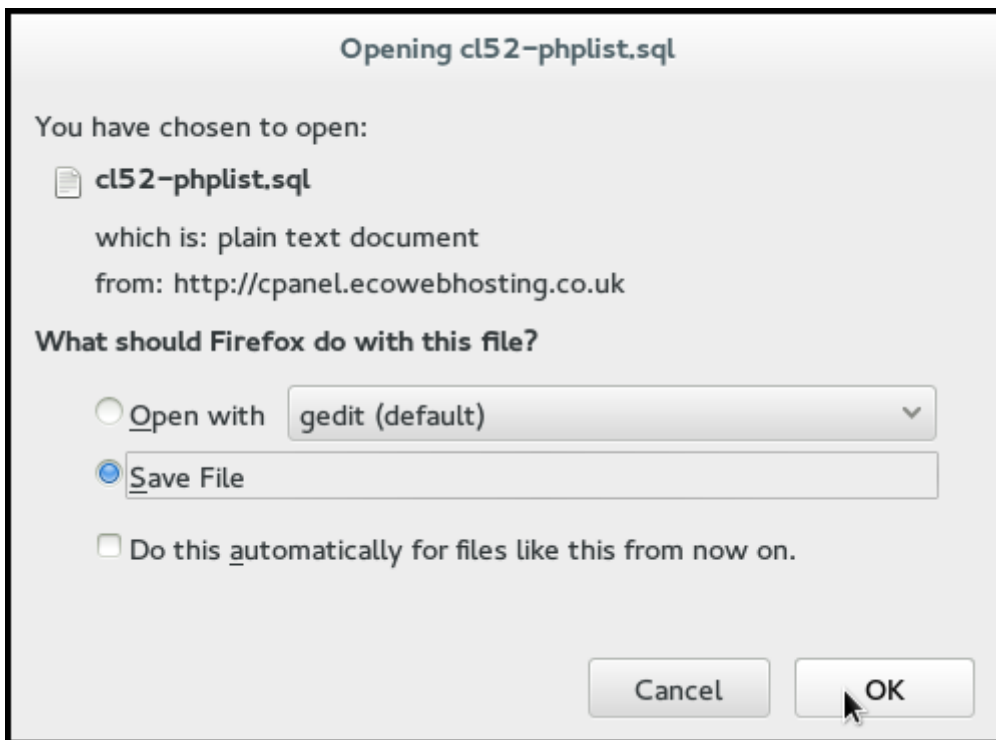 Opening cl52-phplist.sql
You have chosen to open:
cl52-phplist.sql
which is: plain text document
from: http://cpanel.ecowebhosting.co.uk
What should Firefox do with this file?
Open with gedit (default)
Save File
Do this automatically for files like this from now on.
Cancel OK